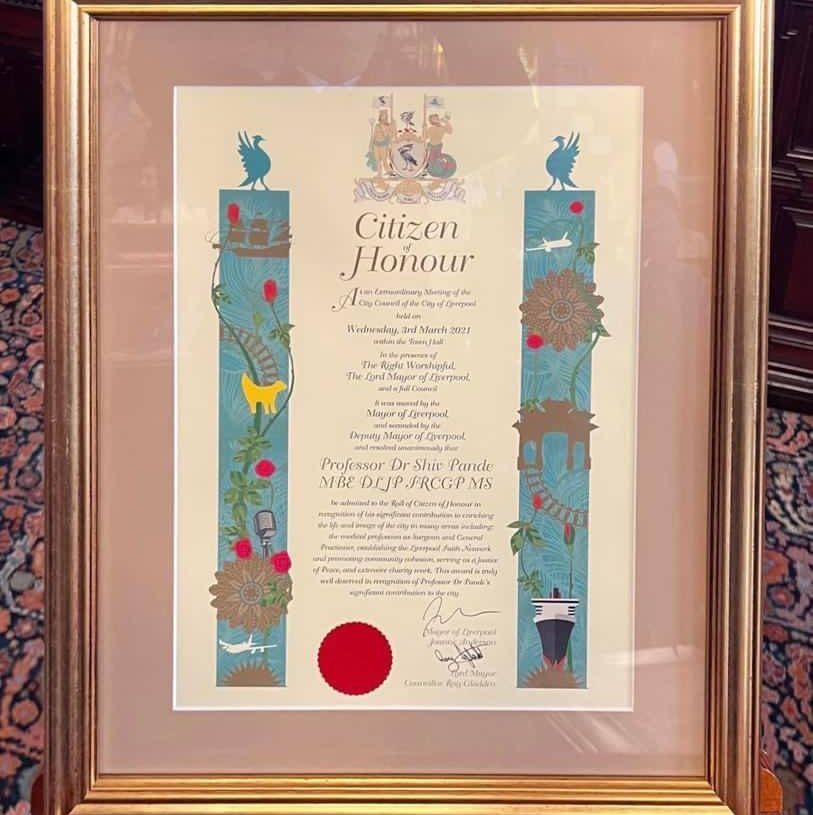 Citizen
of
Honour
At an Extraordinary Meeting of the
City Council of the City of Liverpool
held on
Wednesday, 3rd March 2021
within the Town Hall
In the presence of
The Right Worshipful,
The Lord Mayor of Liverpool,
and a full Council
It was moved by the
Mayor of Liverpool,
and seconded by the
Deputy Mayor of Liverpool,
and resolved unanimously that
Professor Dr Shiv Pande
MBE DL JP FRCGP MS
be admitted to the Roll of Citizen of Honour in
recognition of his significant contribution to enriching
the life and image of the city in many areas including:
the medical profession as Surgeon and General
Practitioner, establishing the Liverpool Faith Network
and promoting community cohesion, serving as a Justice
of Peace, and extensive charity work. This award is truly
well deserved in recognition of Professor Dr Pande's
significant contribution to the city
Mayor of Liverpool
Joanne Anderson
Lord Mayor
Councillor Roy Gladden